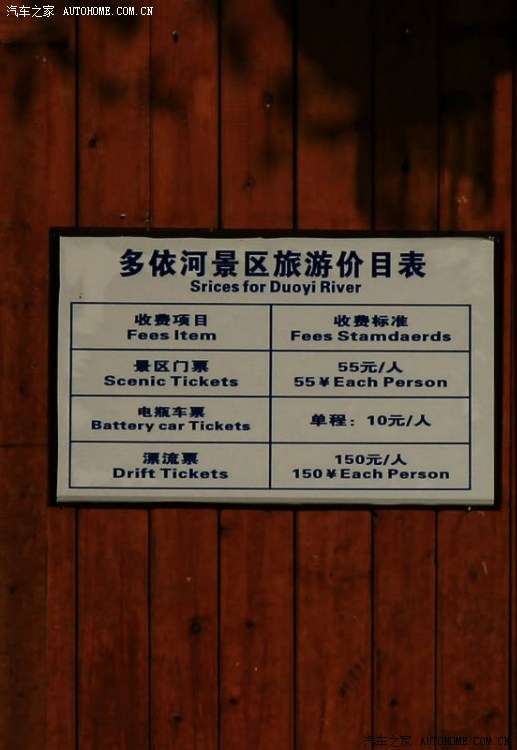 汽车之家 AUTOHOME.COM.CN
多依河景区旅游价目表
Srices for Duoyi River
收费项目 收费标准
Fees Item Fees Stamdaerds
景区门票 55元/人
Scenic Tickets 55¥Each Person
电瓶车票
Battery car Tickets 单程：10元/人
漂流票 150元/人
Drift Tickets 150¥Each Person
汽车之家 AUTOHOME.COM.CN